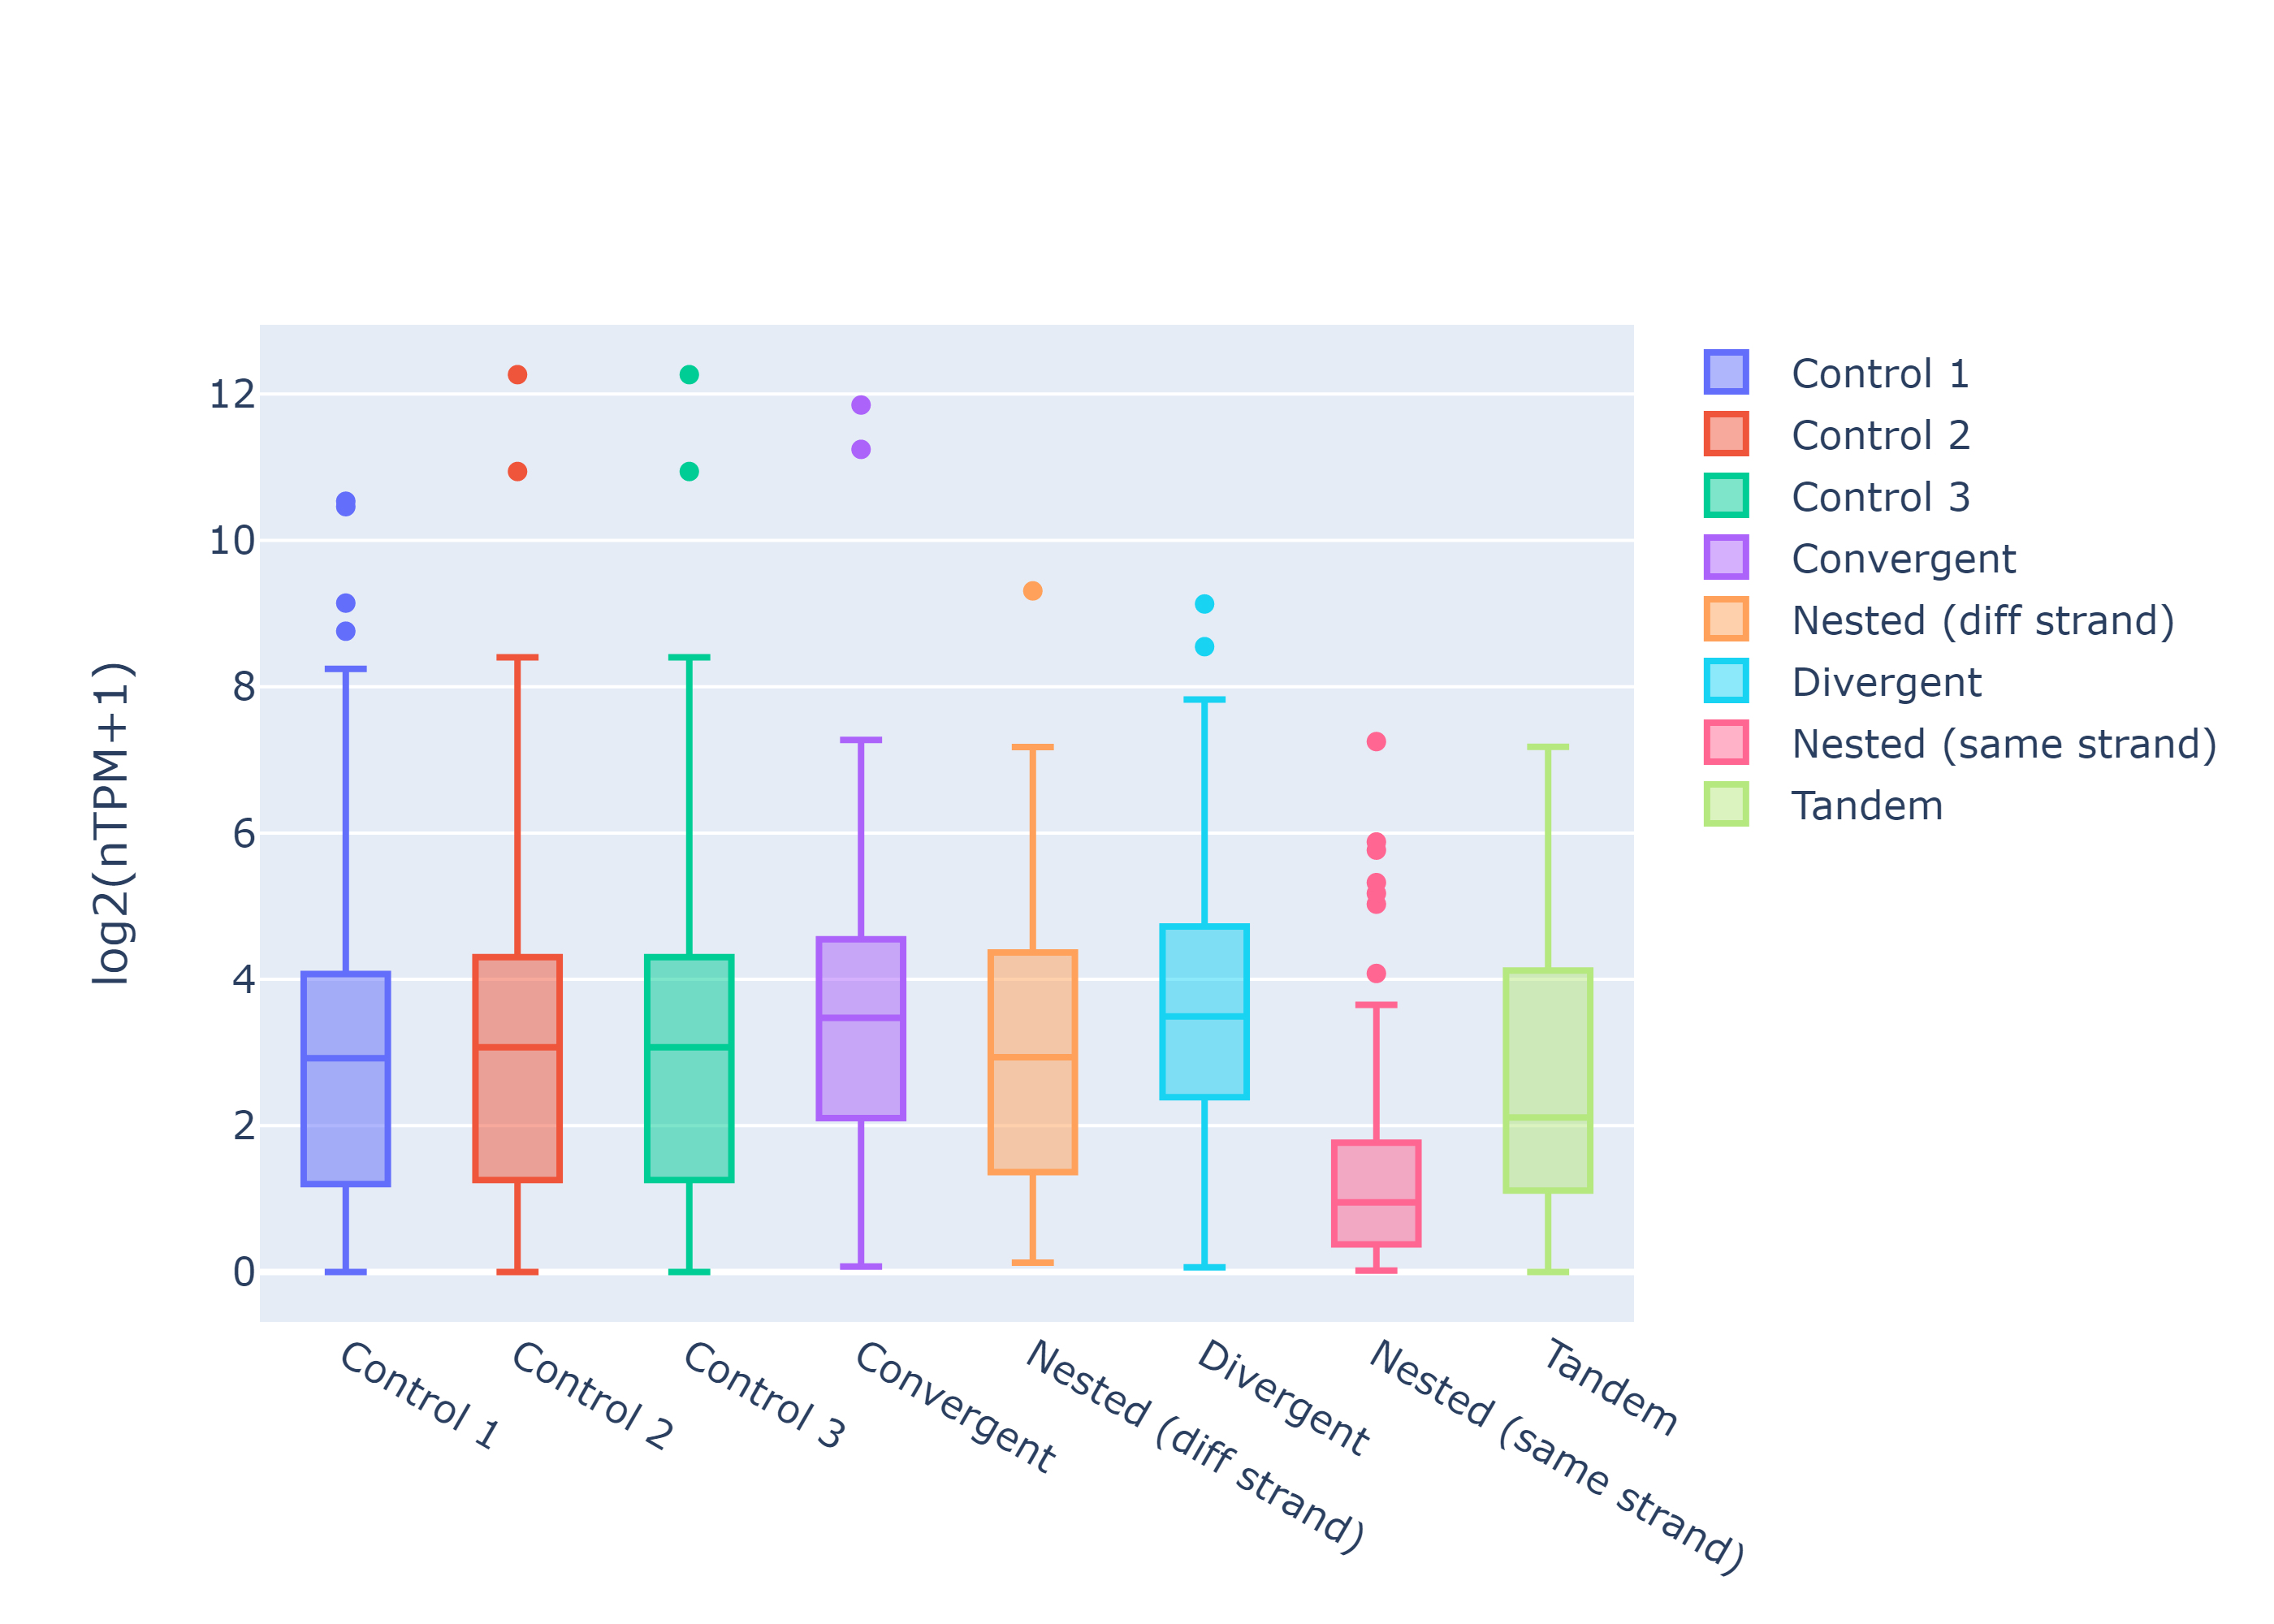 log2(nTPM+1)
12
10
8
6
4
2
0
Control 1
Control 2
Control 3
Convergent
Nested (diff strand)
Divergent
Nested (same strand)
Tandem
Control 1
Control 2
Control 3
Convergent
Nested (diff strand)
Divergent
Nested (same strand)
Tandem